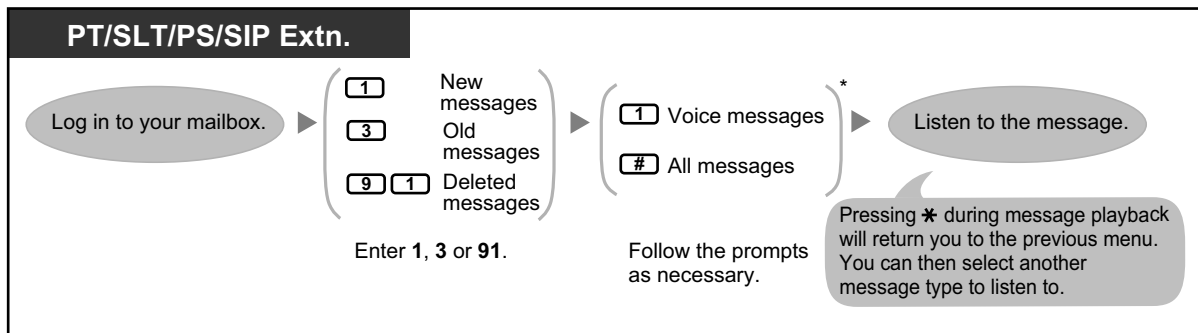 PT/SLT/PS/SIP Extn.
Log in to your mailbox.
1 New
messages
3 Old
messages
9 1 Deleted
messages
Enter 1, 3 or 91.
*
1 Voice messages
# All messages
Follow the prompts
as necessary.
Listen to the message.
Pressing * during message playback
will return you to the previous menu.
You can then select another
message type to listen to.